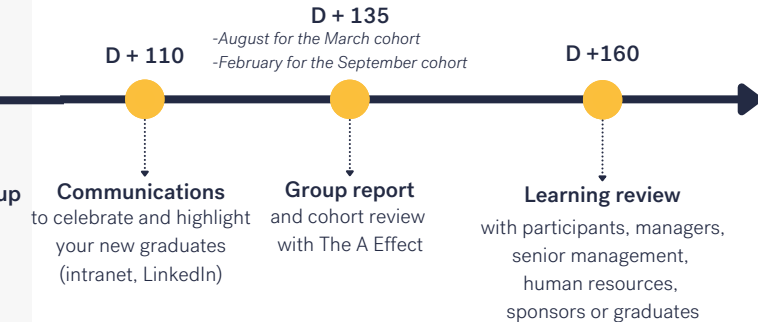 D + 110
D + 135
-August for the March cohort
-February for the September cohort
D +160
up
Communications
to celebrate and highlight
your new graduates
(intranet, LinkedIn)
Group report
and cohort review
with The A Effect
Learning review
with participants, managers,
senior management,
human resources,
sponsors or graduates